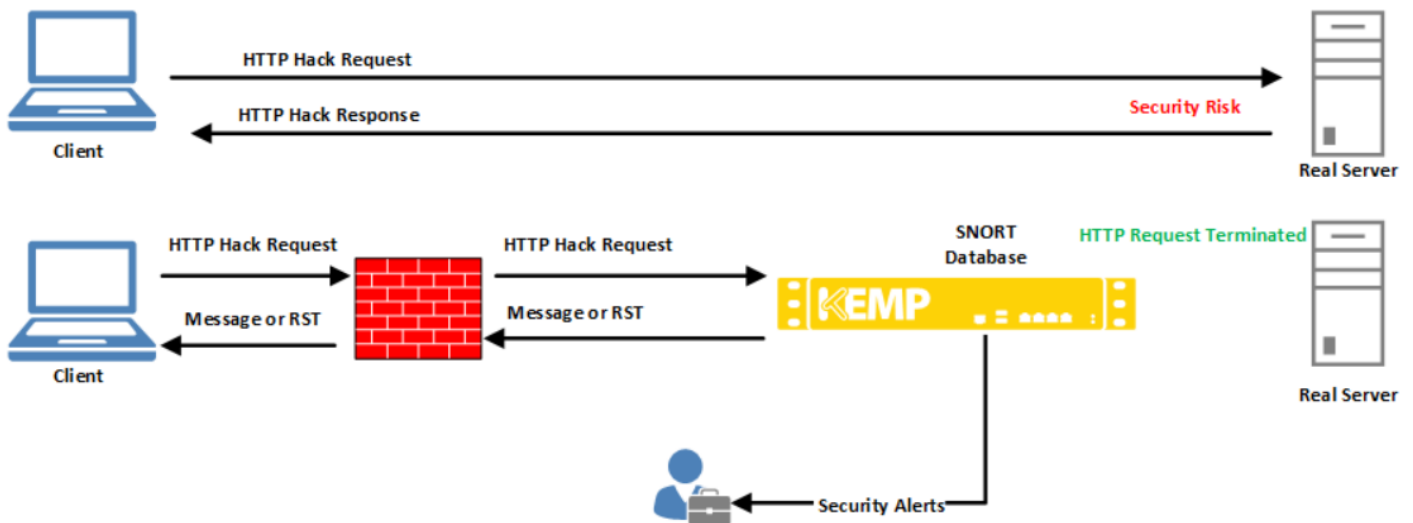 HTTP Hack Request
HTTP Hack Response
Security Risk
Client
Real Server
HTTP Hack Request
HTTP Hack Request
SNORT
Database
HTTP Request Terminated
KEMP
Message or RST
Message or RST
Client
Real Server
Security Alerts